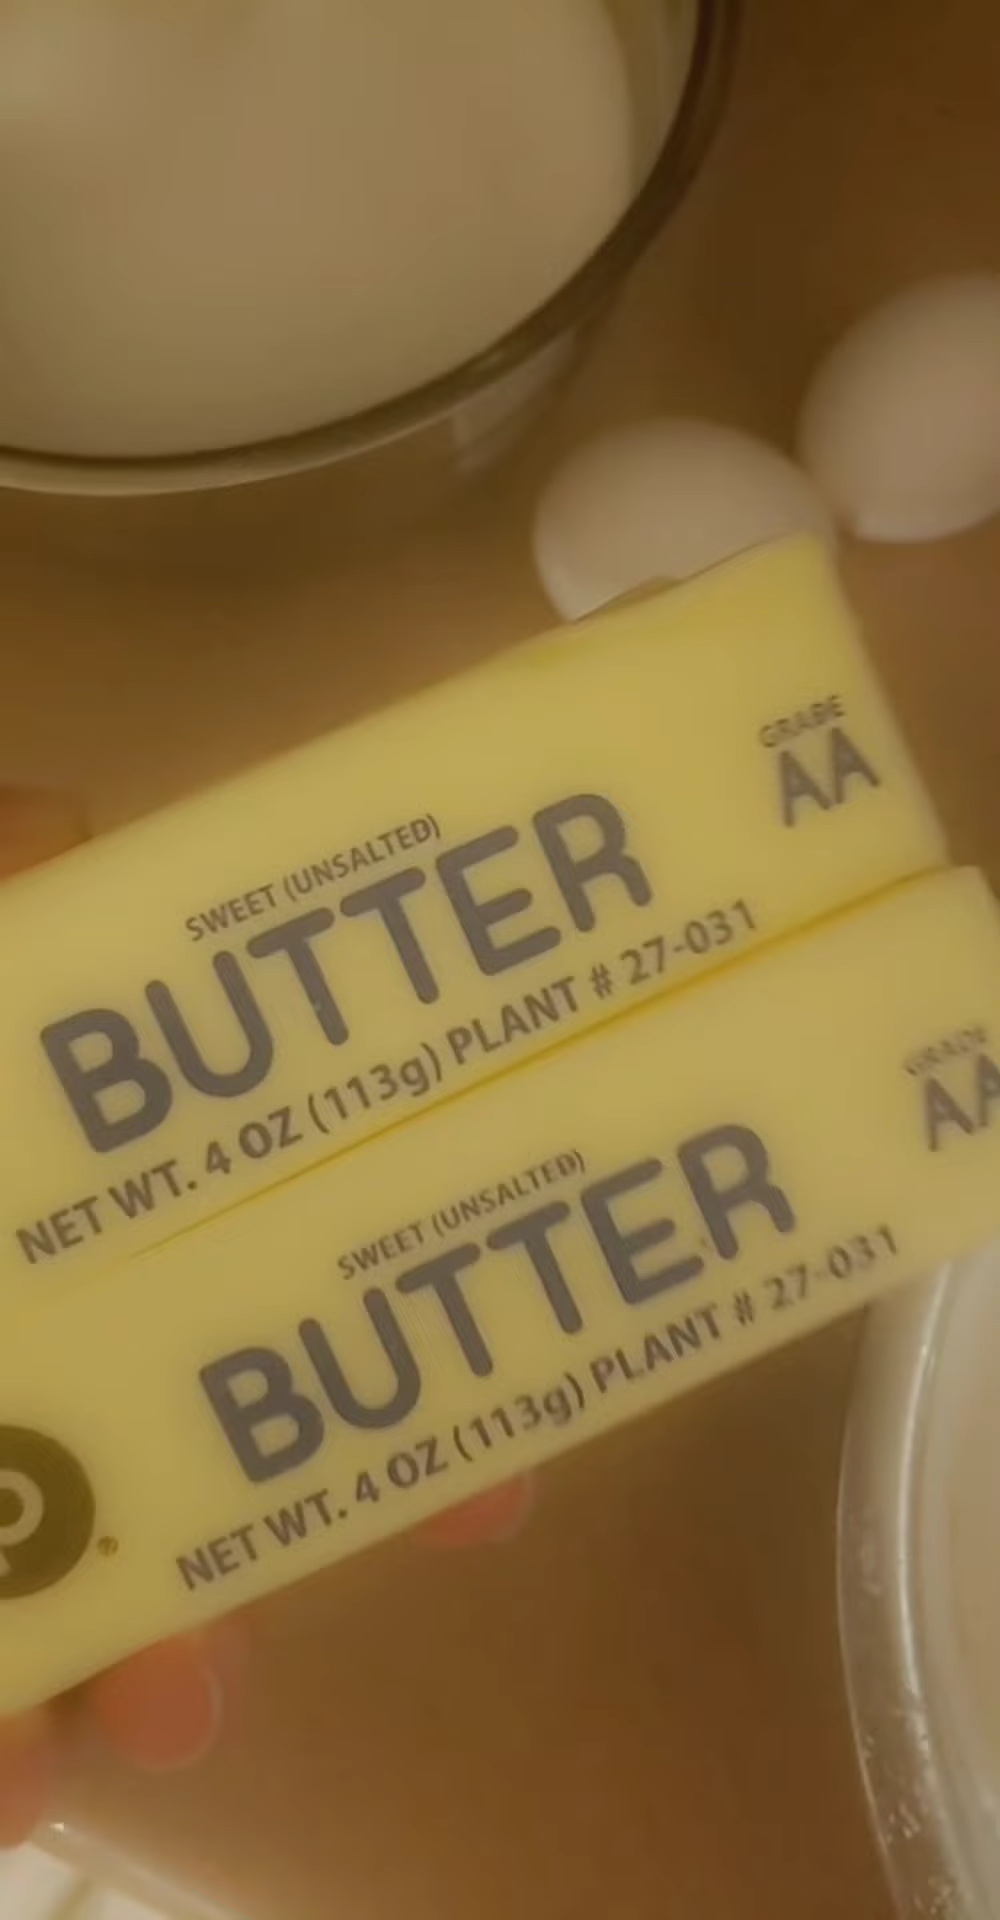 GRADE
AA
SWEET (UNSALTED)
BUTTER
NET WT. 4 OZ (113g) PLANT # 27-031
GRADE
AA
SWEET (UNSALTED)
BUTTER
NET WT. 4 OZ (113g) PLANT # 27-031
p®